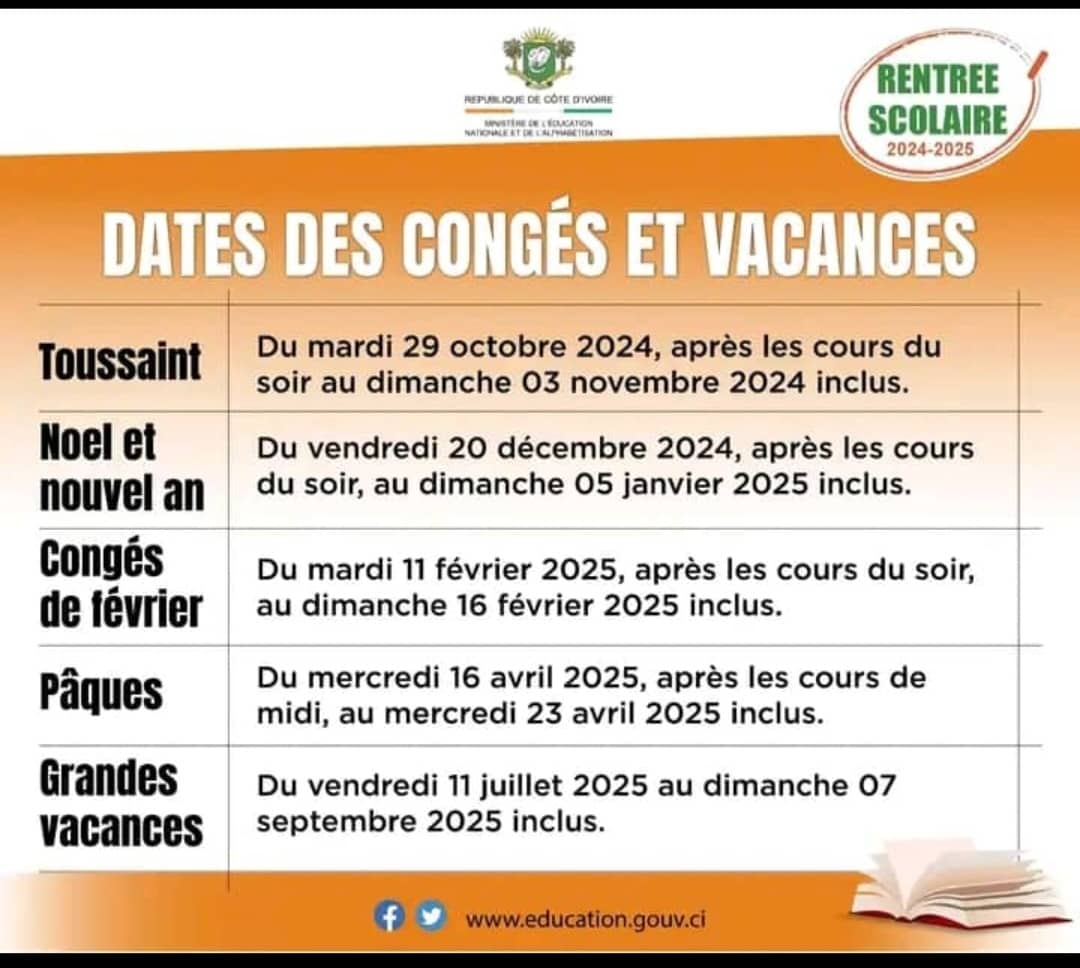 REPUBLIQUE DE CÔTE D'IVOIRE
MINISTÈRE DE L'ÉDUCATION
NATIONALE ET DE L'ALPHABÉTISATION
RENTREE
SCOLAIRE
2024-2025
DATES DES CONGÉS ET VACANCES
Toussaint
Du mardi 29 octobre 2024, après les cours du
soir au dimanche 03 novembre 2024 inclus.
Noel et
nouvel an
Du vendredi 20 décembre 2024, après les cours
du soir, au dimanche 05 janvier 2025 inclus.
Congés
de février
Du mardi 11 février 2025, après les cours du soir,
au dimanche 16 février 2025 inclus.
Pâques
Du mercredi 16 avril 2025, après les cours de
midi, au mercredi 23 avril 2025 inclus.
Grandes
vacances
Du vendredi 11 juillet 2025 au dimanche 07
septembre 2025 inclus.
www.education.gouv.ci